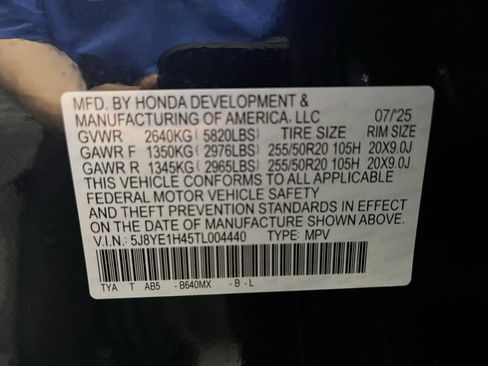 MFD. BY HONDA DEVELOPMENT &
MANUFACTURING OF AMERICA, LLC 07/25
GVWR 2640KG (5820LBS) TIRE SIZE RIM SIZE
GAWR F 1350KG (2976LBS) 255/50R20 105H 20X9.0J
GAWR R 1345KG (2965LBS) 255/50R20 105H 20X9.0J
THIS VEHICLE CONFORMS TO ALL APPLICABLE
FEDERAL MOTOR VEHICLE SAFETY
AND THEFT PREVENTION STANDARDS IN EFFECT
ON THE DATE OF MANUFACTURE SHOWN ABOVE.
V.I.N.: 5J8YE1H45TL004440 TYPE: MPV
TYA T AB5 - B640MX - B - L